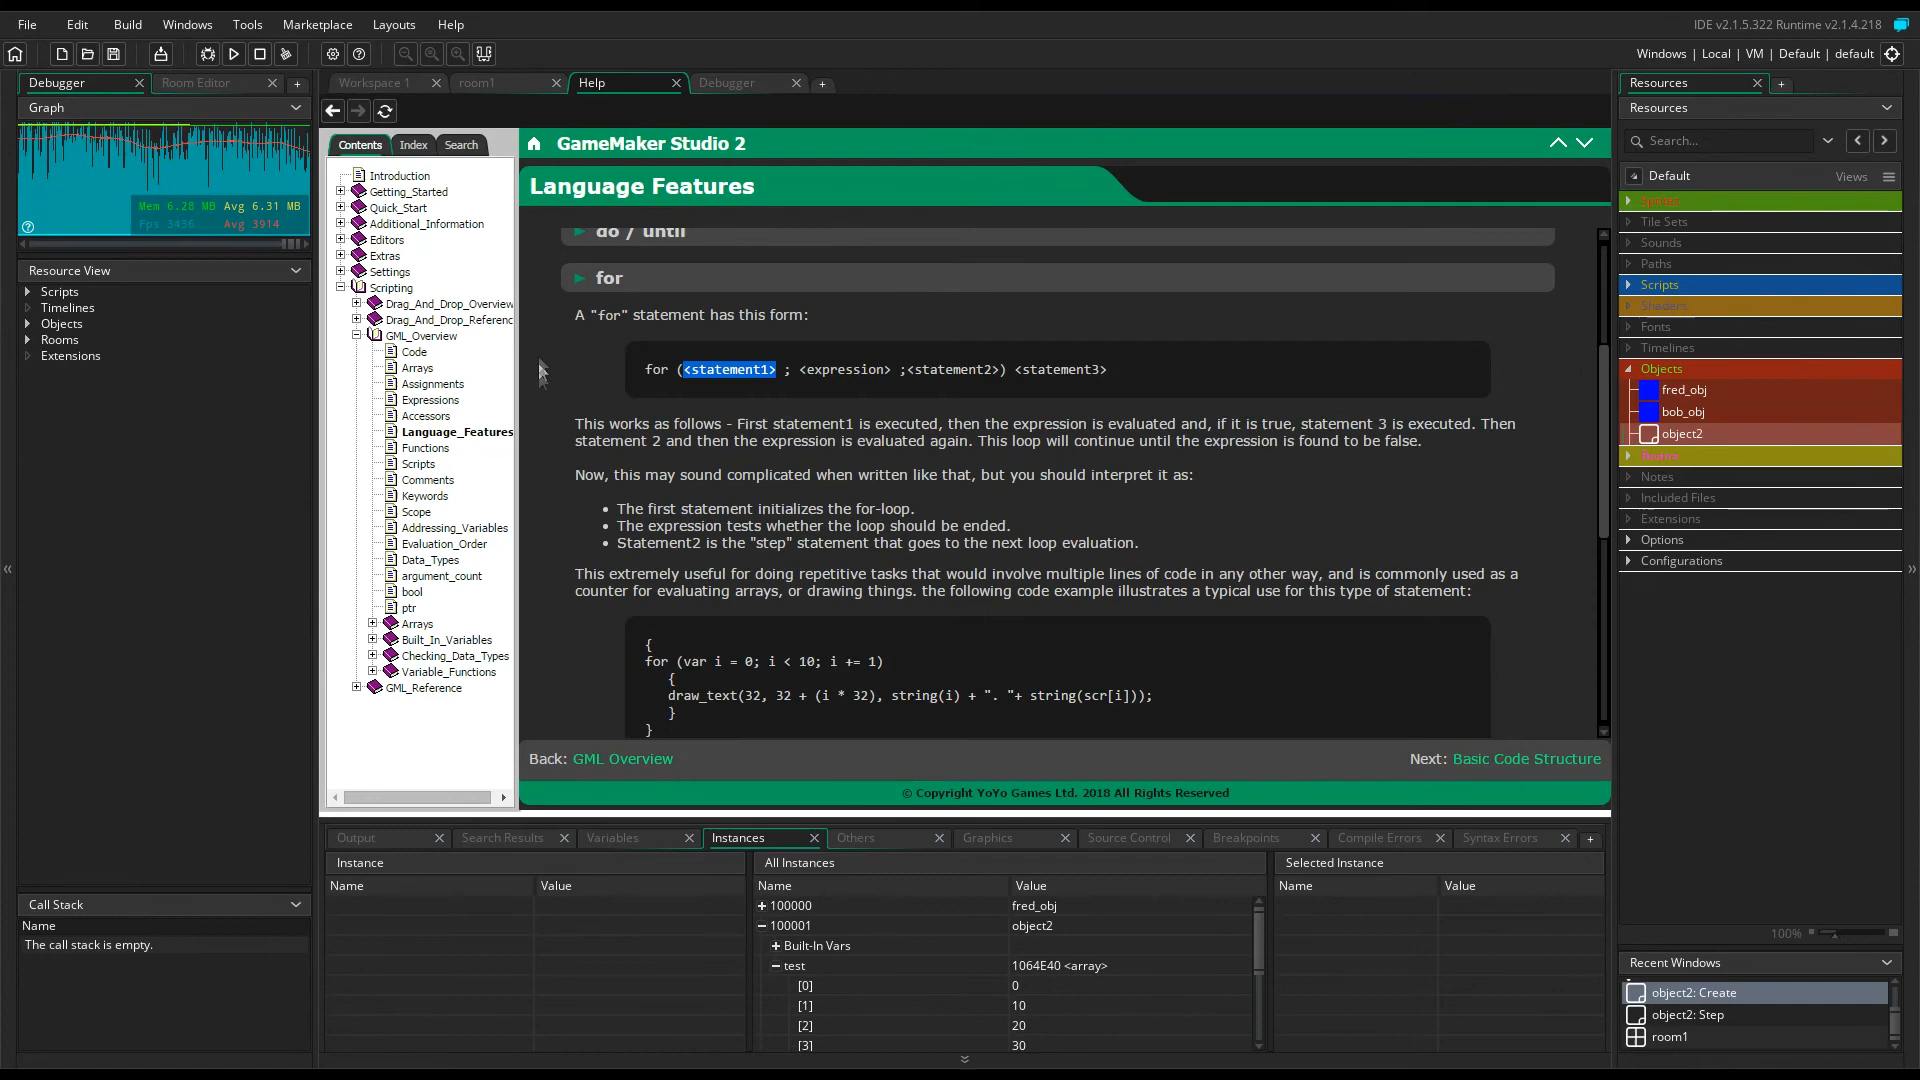 File Edit Build Windows Tools Marketplace Layouts Help
IDE v2.1.5.322 Runtime v2.1.4.218
Windows | Local | VM | Default | default
Debugger
Room Editor
Graph
Mem 6.28 MB Avg 6.31 MB
Fps 3436 Avg 3914
Resource View
Scripts
Timelines
Objects
Rooms
Extensions
Call Stack
Name
The call stack is empty.
Workspace 1
room1
Help
Debugger
Contents
Index
Search
Introduction
Getting_Started
Quick_Start
Additional_Information
Editors
Extras
Settings
Scripting
Drag_And_Drop_Overview
Drag_And_Drop_Referenc
GML_Overview
Code
Arrays
Assignments
Expressions
Accessors
Language_Features
Functions
Scripts
Comments
Keywords
Scope
Addressing_Variables
Evaluation_Order
Data_Types
argument_count
bool
ptr
Arrays
Built_In_Variables
Checking_Data_Types
Variable_Functions
GML_Reference
GameMaker Studio 2
Language Features
do / until
for
A "for" statement has this form:
for (<statement1> ; <expression> ;<statement2>) <statement3>
This works as follows - First statement1 is executed, then the expression is evaluated and, if it is true, statement 3 is executed. Then
statement 2 and then the expression is evaluated again. This loop will continue until the expression is found to be false.
Now, this may sound complicated when written like that, but you should interpret it as:
• The first statement initializes the for-loop.
• The expression tests whether the loop should be ended.
• Statement2 is the "step" statement that goes to the next loop evaluation.
This extremely useful for doing repetitive tasks that would involve multiple lines of code in any other way, and is commonly used as a
counter for evaluating arrays, or drawing things. the following code example illustrates a typical use for this type of statement:
{
for (var i = 0; i < 10; i += 1)
{
draw_text(32, 32 + (i * 32), string(i) + ". "+ string(scr[i]));
}
}
Back: GML Overview
Next: Basic Code Structure
© Copyright YoYo Games Ltd. 2018 All Rights Reserved
Output
Search Results
Variables
Instances
Others
Graphics
Source Control
Breakpoints
Compile Errors
Syntax Errors
Instance
Name Value
All Instances
Name Value
100000 fred_obj
100001 object2
Built-In Vars
test 1064E40 <array>
[0] 0
[1] 10
[2] 20
[3] 30
Selected Instance
Name Value
Resources
Resources
Search...
Default
Views
Sprites
Tile Sets
Sounds
Paths
Scripts
Shaders
Fonts
Timelines
Objects
fred_obj
bob_obj
object2
Rooms
Notes
Included Files
Extensions
Options
Configurations
100%
Recent Windows
object2: Create
object2: Step
room1